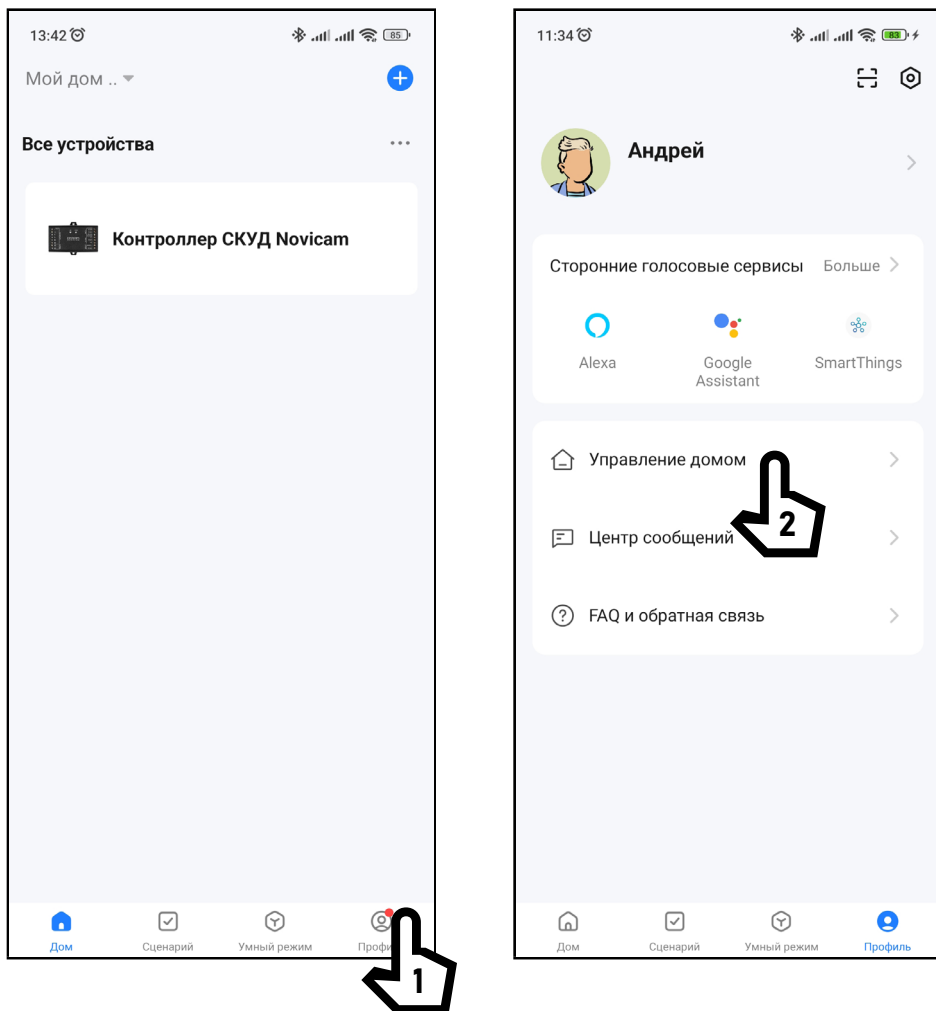 13:42
85
Мой дом ..
Все устройства
Контроллер СКУД Novicam
Дом
Сценарий
Умный режим
1
11:34
83
Андрей
Сторонние голосовые сервисы Больше
Alexa
Google Assistant
SmartThings
Управление домом
2
Центр сообщений
FAQ и обратная связь
Дом
Сценарий
Умный режим
Профиль